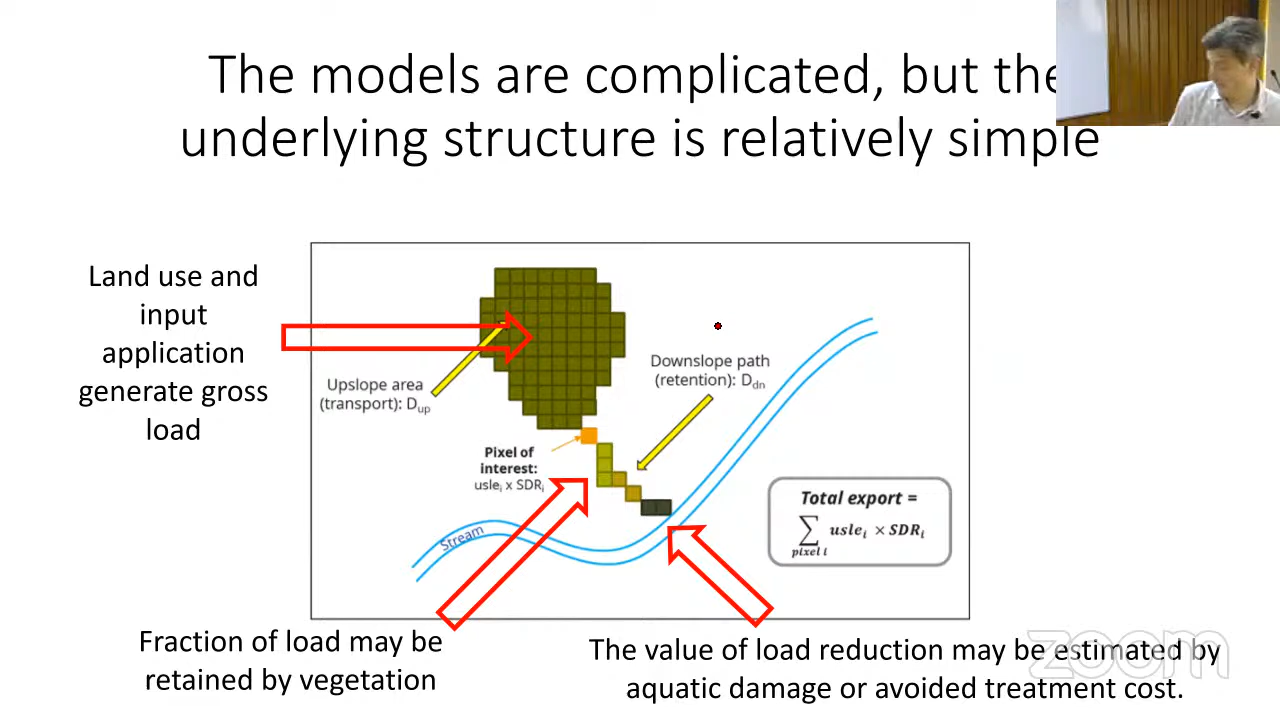 The models are complicated, but the
underlying structure is relatively simple
Land use and
input
application
generate gross
load
Upslope area
(transport): Dup
Downslope path
(retention): Ddn
Pixel of
interest:
uslei x SDRi
Stream
Total export =
∑ uslei × SDRi
pixel i
Fraction of load may be
retained by vegetation
The value of load reduction may be estimated by
aquatic damage or avoided treatment cost.
zoom